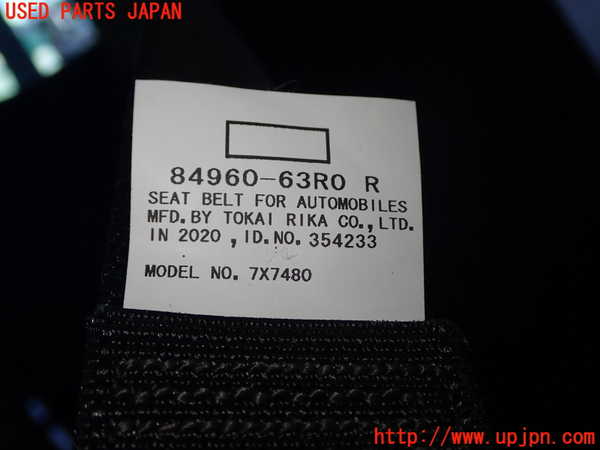 USED PARTS JAPAN
84960-63R0 R
SEAT BELT FOR AUTOMOBILES
MFD. BY TOKAI RIKA CO., LTD.
IN 2020 , ID. NO. 354233
MODEL NO. 7X7480
http://www.upjpn.com/